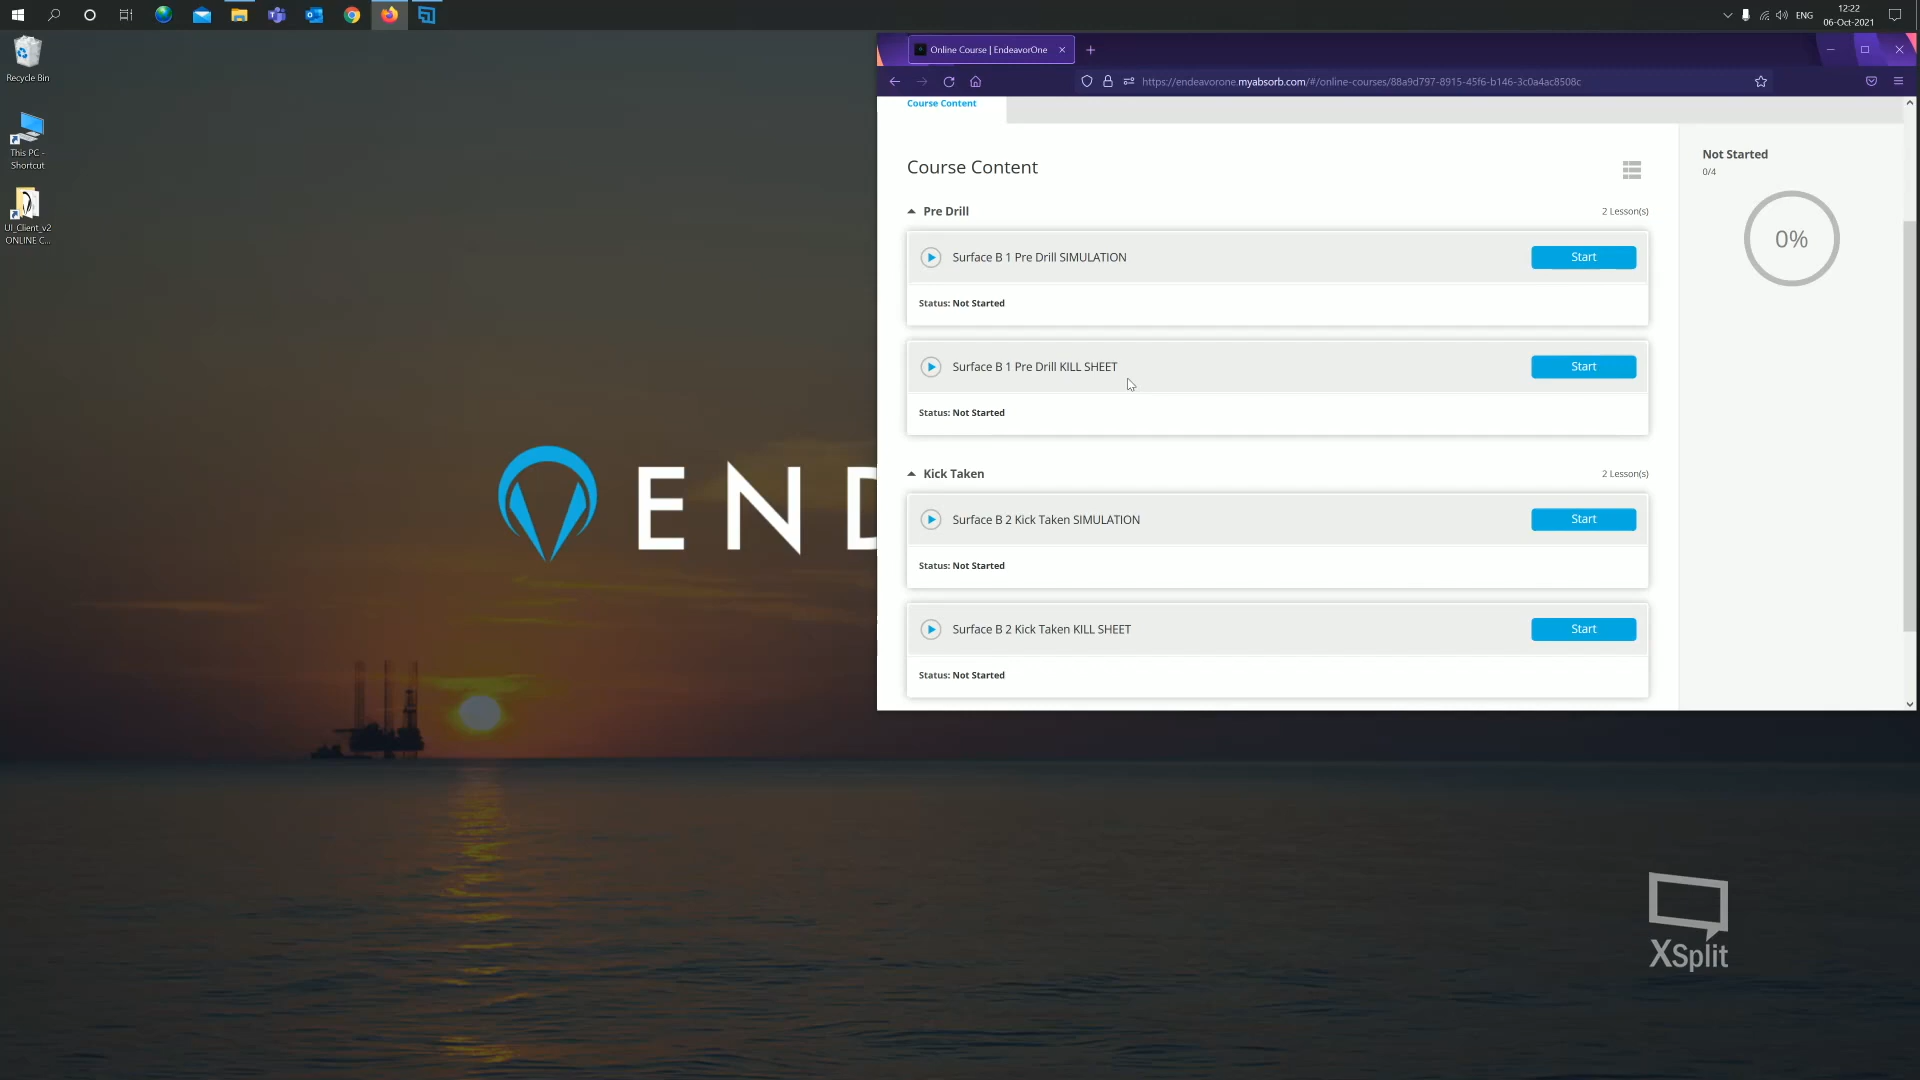 ENG
12:22
06-Oct-2021
Recycle Bin
This PC -
Shortcut
UI_Client_v2
ONLINE C...
Online Course | EndeavorOne
https://endeavorone.myabsorb.com/#/online-courses/88a9d797-8915-45f6-b146-3c0a4ac8508c
Course Content
Course Content
Pre Drill
2 Lesson(s)
Surface B 1 Pre Drill SIMULATION
Start
Status: Not Started
Surface B 1 Pre Drill KILL SHEET
Start
Status: Not Started
Kick Taken
2 Lesson(s)
Surface B 2 Kick Taken SIMULATION
Start
Status: Not Started
Surface B 2 Kick Taken KILL SHEET
Start
Status: Not Started
Not Started
0/4
0%
END
XSplit